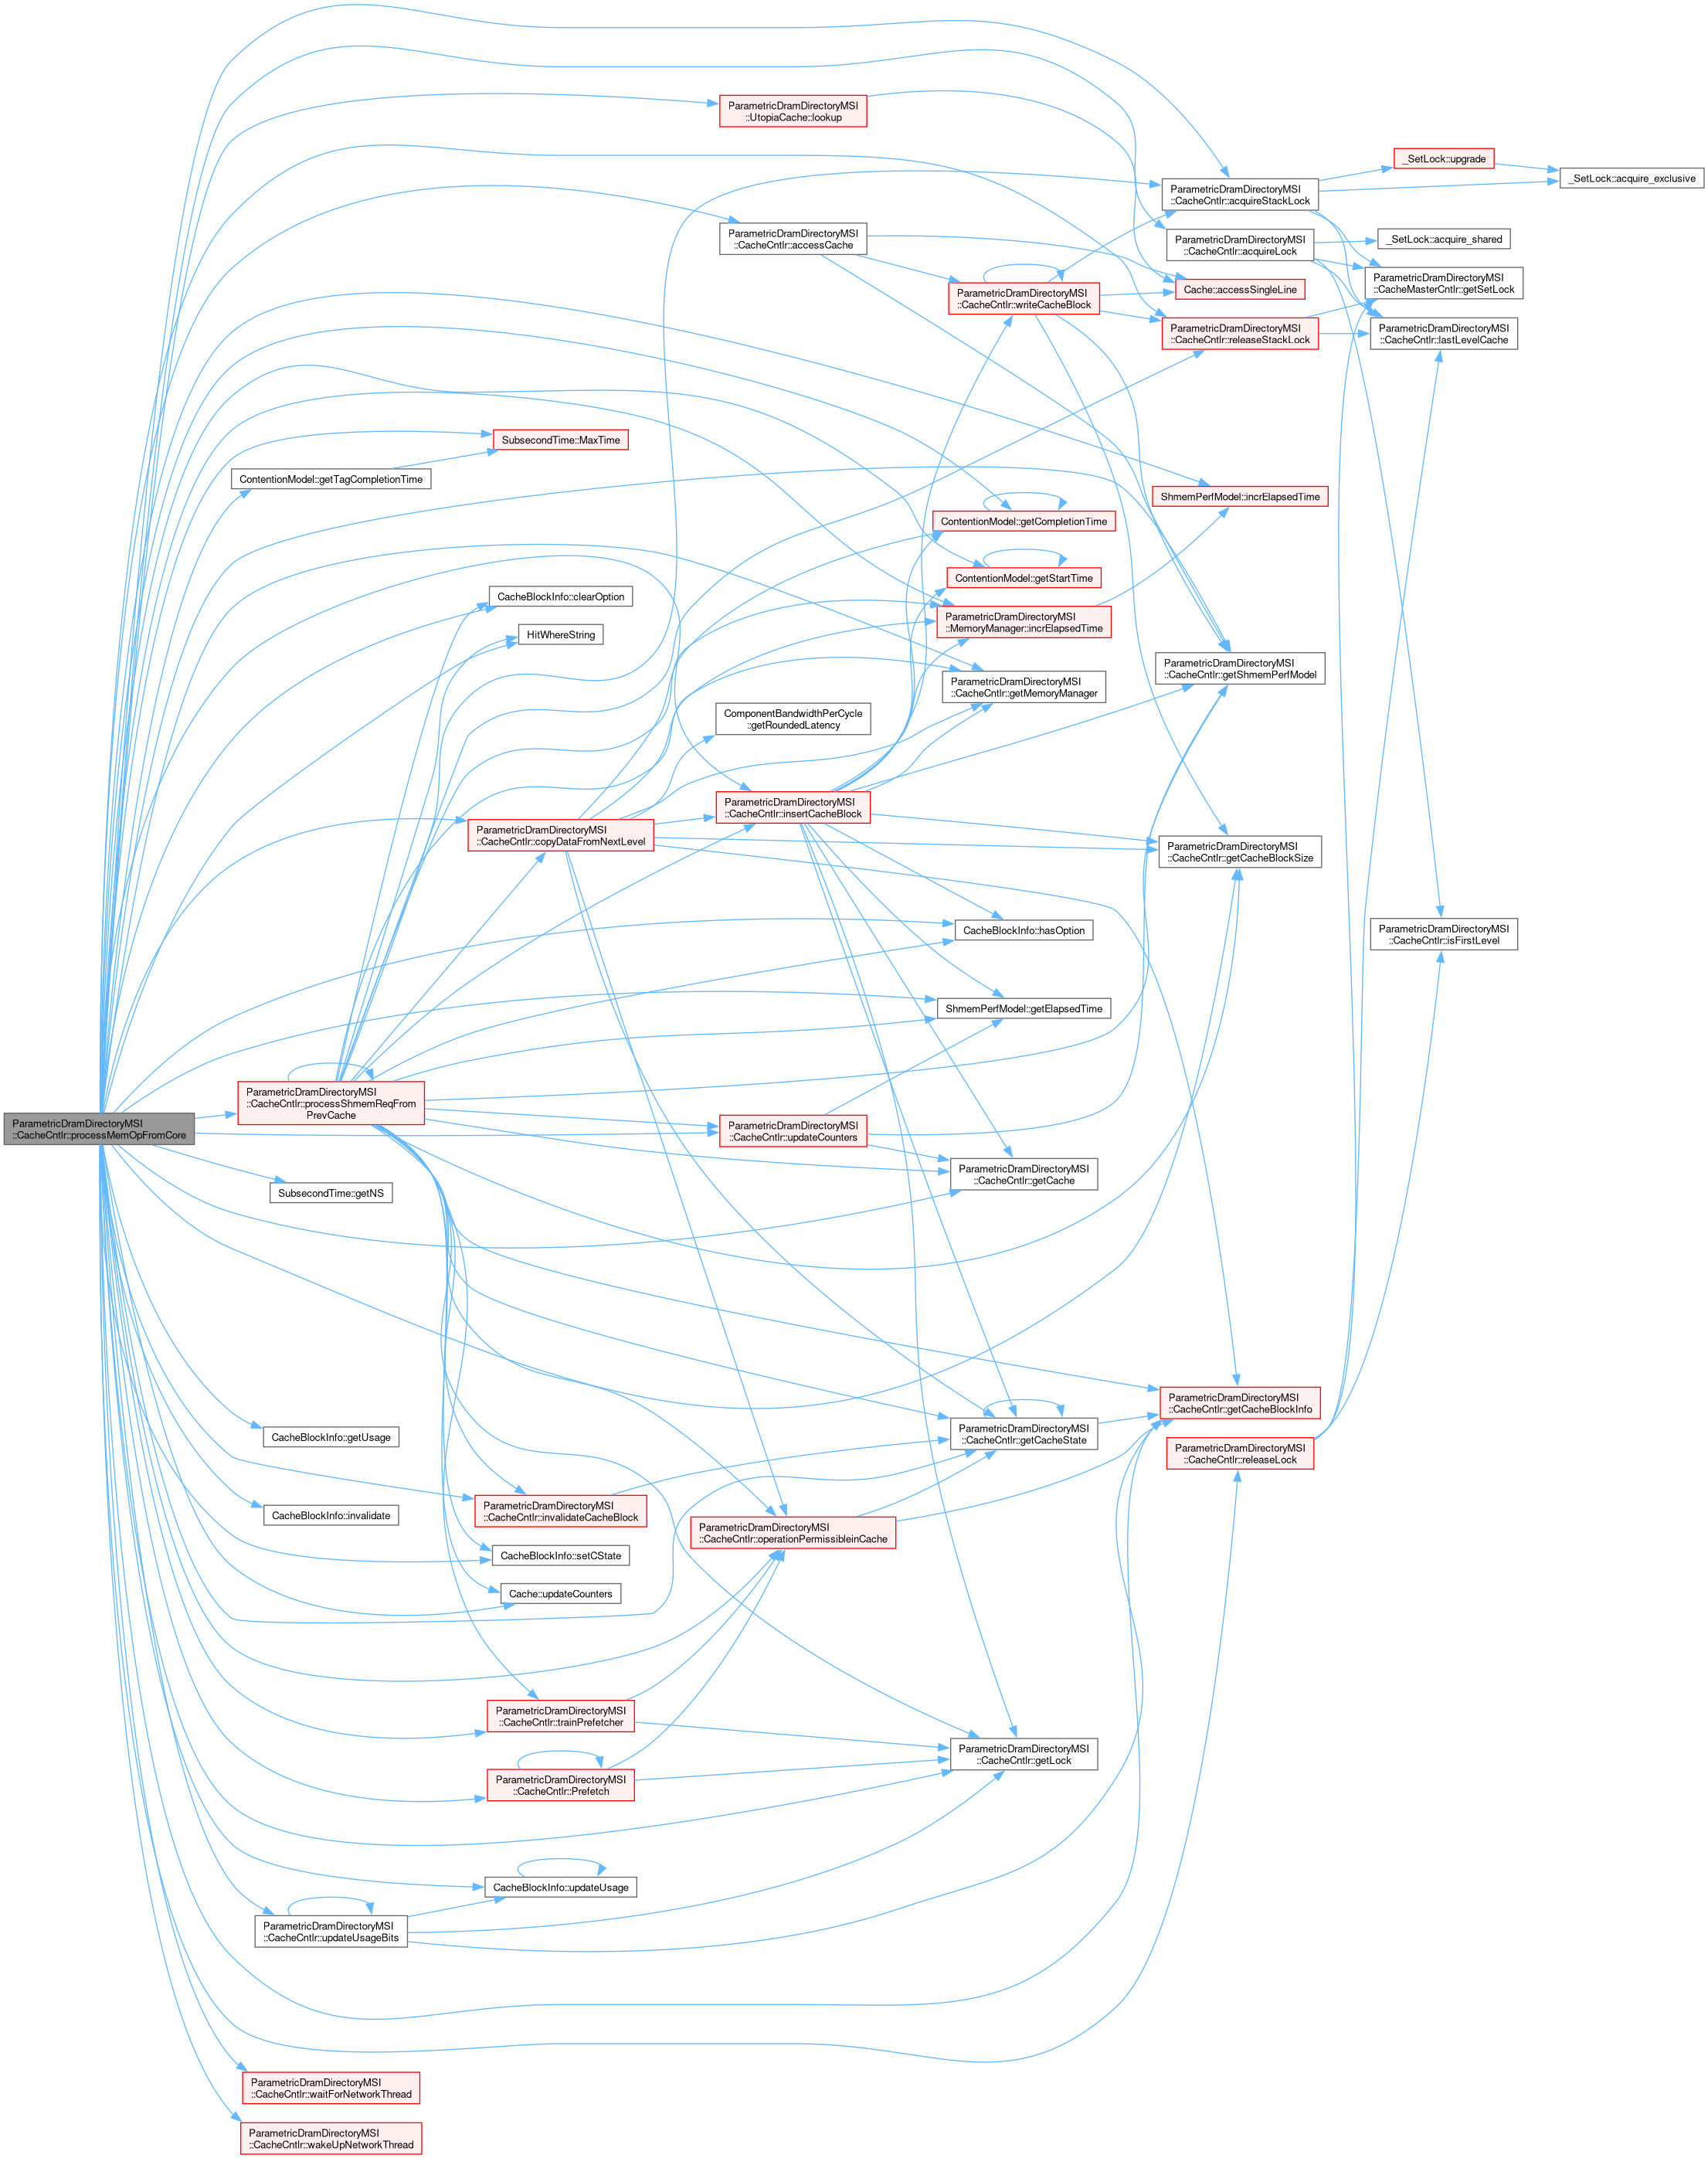 ParametricDramDirectoryMSI
::CacheCntlr::processMemOpFromCore
ParametricDramDirectoryMSI
::UtopiaCache::lookup
ParametricDramDirectoryMSI
::CacheCntlr::accessCache
SubsecondTime::MaxTime
ContentionModel::getTagCompletionTime
CacheBlockInfo::clearOption
HitWhereString
ComponentBandwidthPerCycle
::getRoundedLatency
ParametricDramDirectoryMSI
::CacheCntlr::insertCacheBlock
ParametricDramDirectoryMSI
::CacheCntlr::copyDataFromNextLevel
ParametricDramDirectoryMSI
::CacheCntlr::processShmemReqFrom
PrevCache
ParametricDramDirectoryMSI
::CacheCntlr::updateCounters
SubsecondTime::getNS
CacheBlockInfo::getUsage
CacheBlockInfo::invalidate
ParametricDramDirectoryMSI
::CacheCntlr::invalidateCacheBlock
CacheBlockInfo::setCState
Cache::updateCounters
ParametricDramDirectoryMSI
::CacheCntlr::operationPermissibleinCache
ParametricDramDirectoryMSI
::CacheCntlr::trainPrefetcher
ParametricDramDirectoryMSI
::CacheCntlr::Prefetch
CacheBlockInfo::updateUsage
ParametricDramDirectoryMSI
::CacheCntlr::updateUsageBits
ParametricDramDirectoryMSI
::CacheCntlr::waitForNetworkThread
ParametricDramDirectoryMSI
::CacheCntlr::wakeUpNetworkThread
ParametricDramDirectoryMSI
::CacheCntlr::writeCacheBlock
ContentionModel::getCompletionTime
ContentionModel::getStartTime
ParametricDramDirectoryMSI
::MemoryManager::incrElapsedTime
ParametricDramDirectoryMSI
::CacheCntlr::getMemoryManager
CacheBlockInfo::hasOption
ShmemPerfModel::getElapsedTime
ParametricDramDirectoryMSI
::CacheCntlr::getCache
ParametricDramDirectoryMSI
::CacheCntlr::getCacheState
ParametricDramDirectoryMSI
::CacheCntlr::getLock
ParametricDramDirectoryMSI
::CacheCntlr::acquireStackLock
ParametricDramDirectoryMSI
::CacheCntlr::acquireLock
Cache::accessSingleLine
ParametricDramDirectoryMSI
::CacheCntlr::releaseStackLock
ShmemPerfModel::incrElapsedTime
ParametricDramDirectoryMSI
::CacheCntlr::getShmemPerfModel
ParametricDramDirectoryMSI
::CacheCntlr::getCacheBlockSize
ParametricDramDirectoryMSI
::CacheCntlr::getCacheBlockInfo
ParametricDramDirectoryMSI
::CacheCntlr::releaseLock
_SetLock::upgrade
_SetLock::acquire_exclusive
_SetLock::acquire_shared
ParametricDramDirectoryMSI
::CacheMasterCntlr::getSetLock
ParametricDramDirectoryMSI
::CacheCntlr::lastLevelCache
ParametricDramDirectoryMSI
::CacheCntlr::isFirstLevel